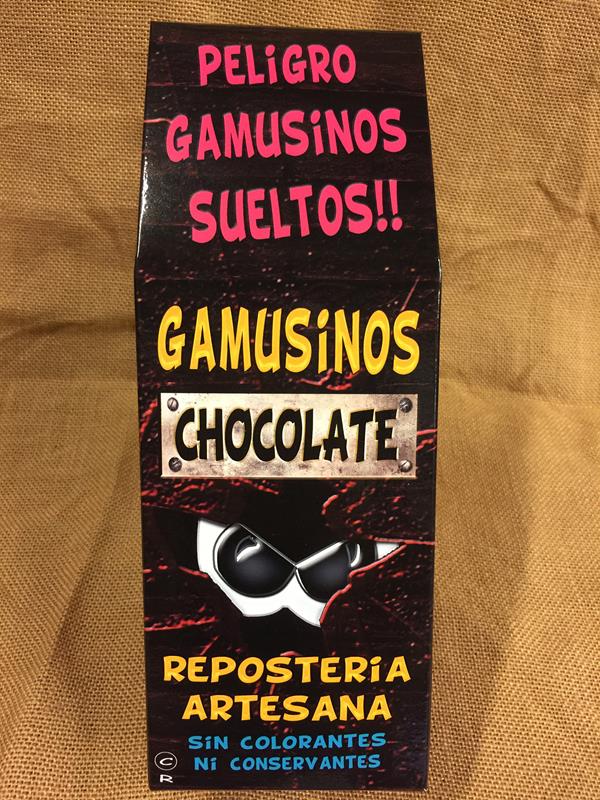 PELiGRO
GAMUSiNOS
SUELTOS!!
GAMUSiNOS
CHOCOLATE
REPOSTERiA
ARTESANA
SiN COLORANTES
Ni CONSERVANTES
C
R